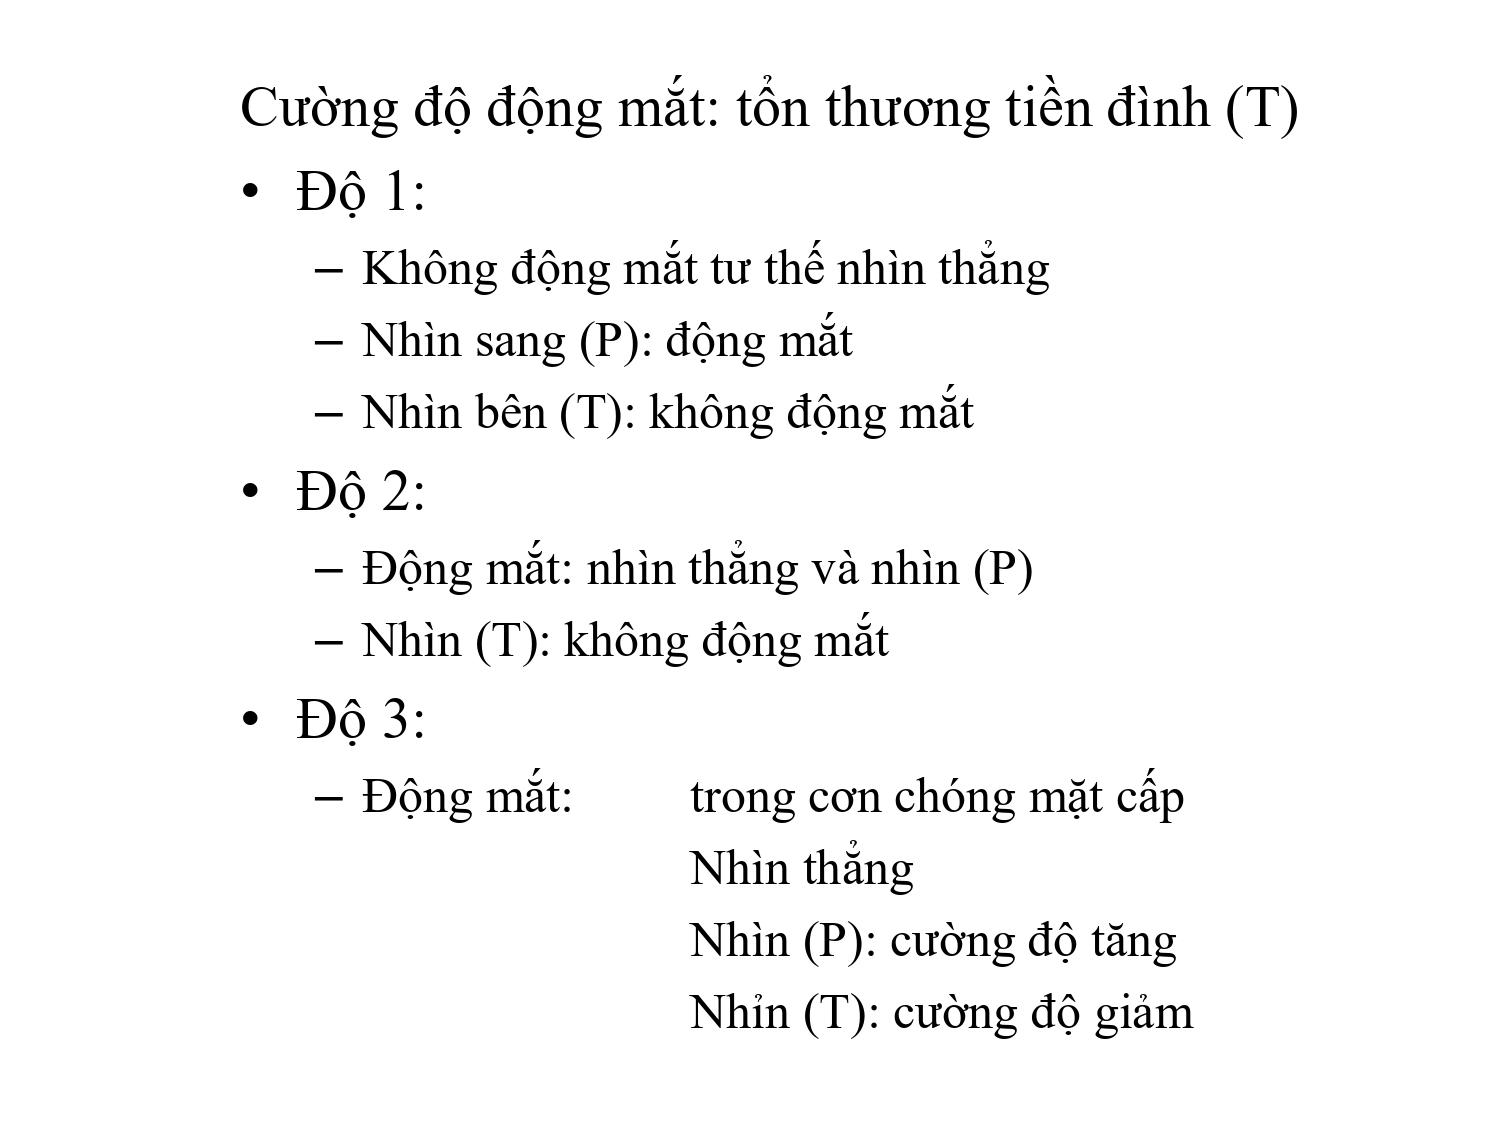 Cường độ động mắt: tổn thương tiền đình (T)
• Độ 1:
– Không động mắt tư thế nhìn thẳng
– Nhìn sang (P): động mắt
– Nhìn bên (T): không động mắt
• Độ 2:
– Động mắt: nhìn thẳng và nhìn (P)
– Nhìn (T): không động mắt
• Độ 3:
– Động mắt: trong cơn chóng mặt cấp
Nhìn thẳng
Nhìn (P): cường độ tăng
Nhỉn (T): cường độ giảm